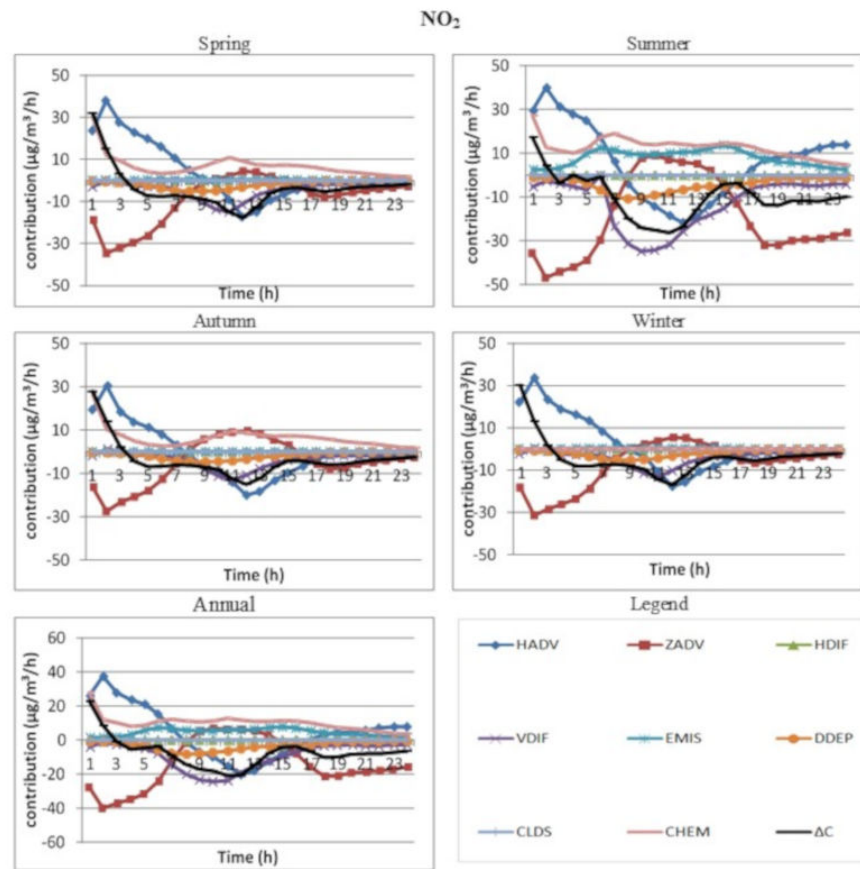 NO₂
Spring
contribution (µg/m³/h)
50
30
10
-10
-30
-50
1 3 5 7 9 11 13 15 17 19 21 23
Time (h)
Summer
contribution (µg/m³/h)
50
30
10
-10
-30
-50
1 3 5 7 9 11 13 15 17 19 21 23
Time (h)
Autumn
contribution (µg/m³/h)
50
30
10
-10
-30
-50
1 3 5 7 9 11 13 15 17 19 21 23
Time (h)
Winter
contribution (µg/m³/h)
50
30
10
-10
-30
-50
1 3 5 7 9 11 13 15 17 19 21 23
Time (h)
Annual
contribution (µg/m³/h)
60
40
20
0
-20
-40
-60
1 3 5 7 9 11 13 15 17 19 21 23
Time (h)
Legend
HADV ZADV HDIF
VDIF EMIS DDEP
CLDS CHEM ΔC